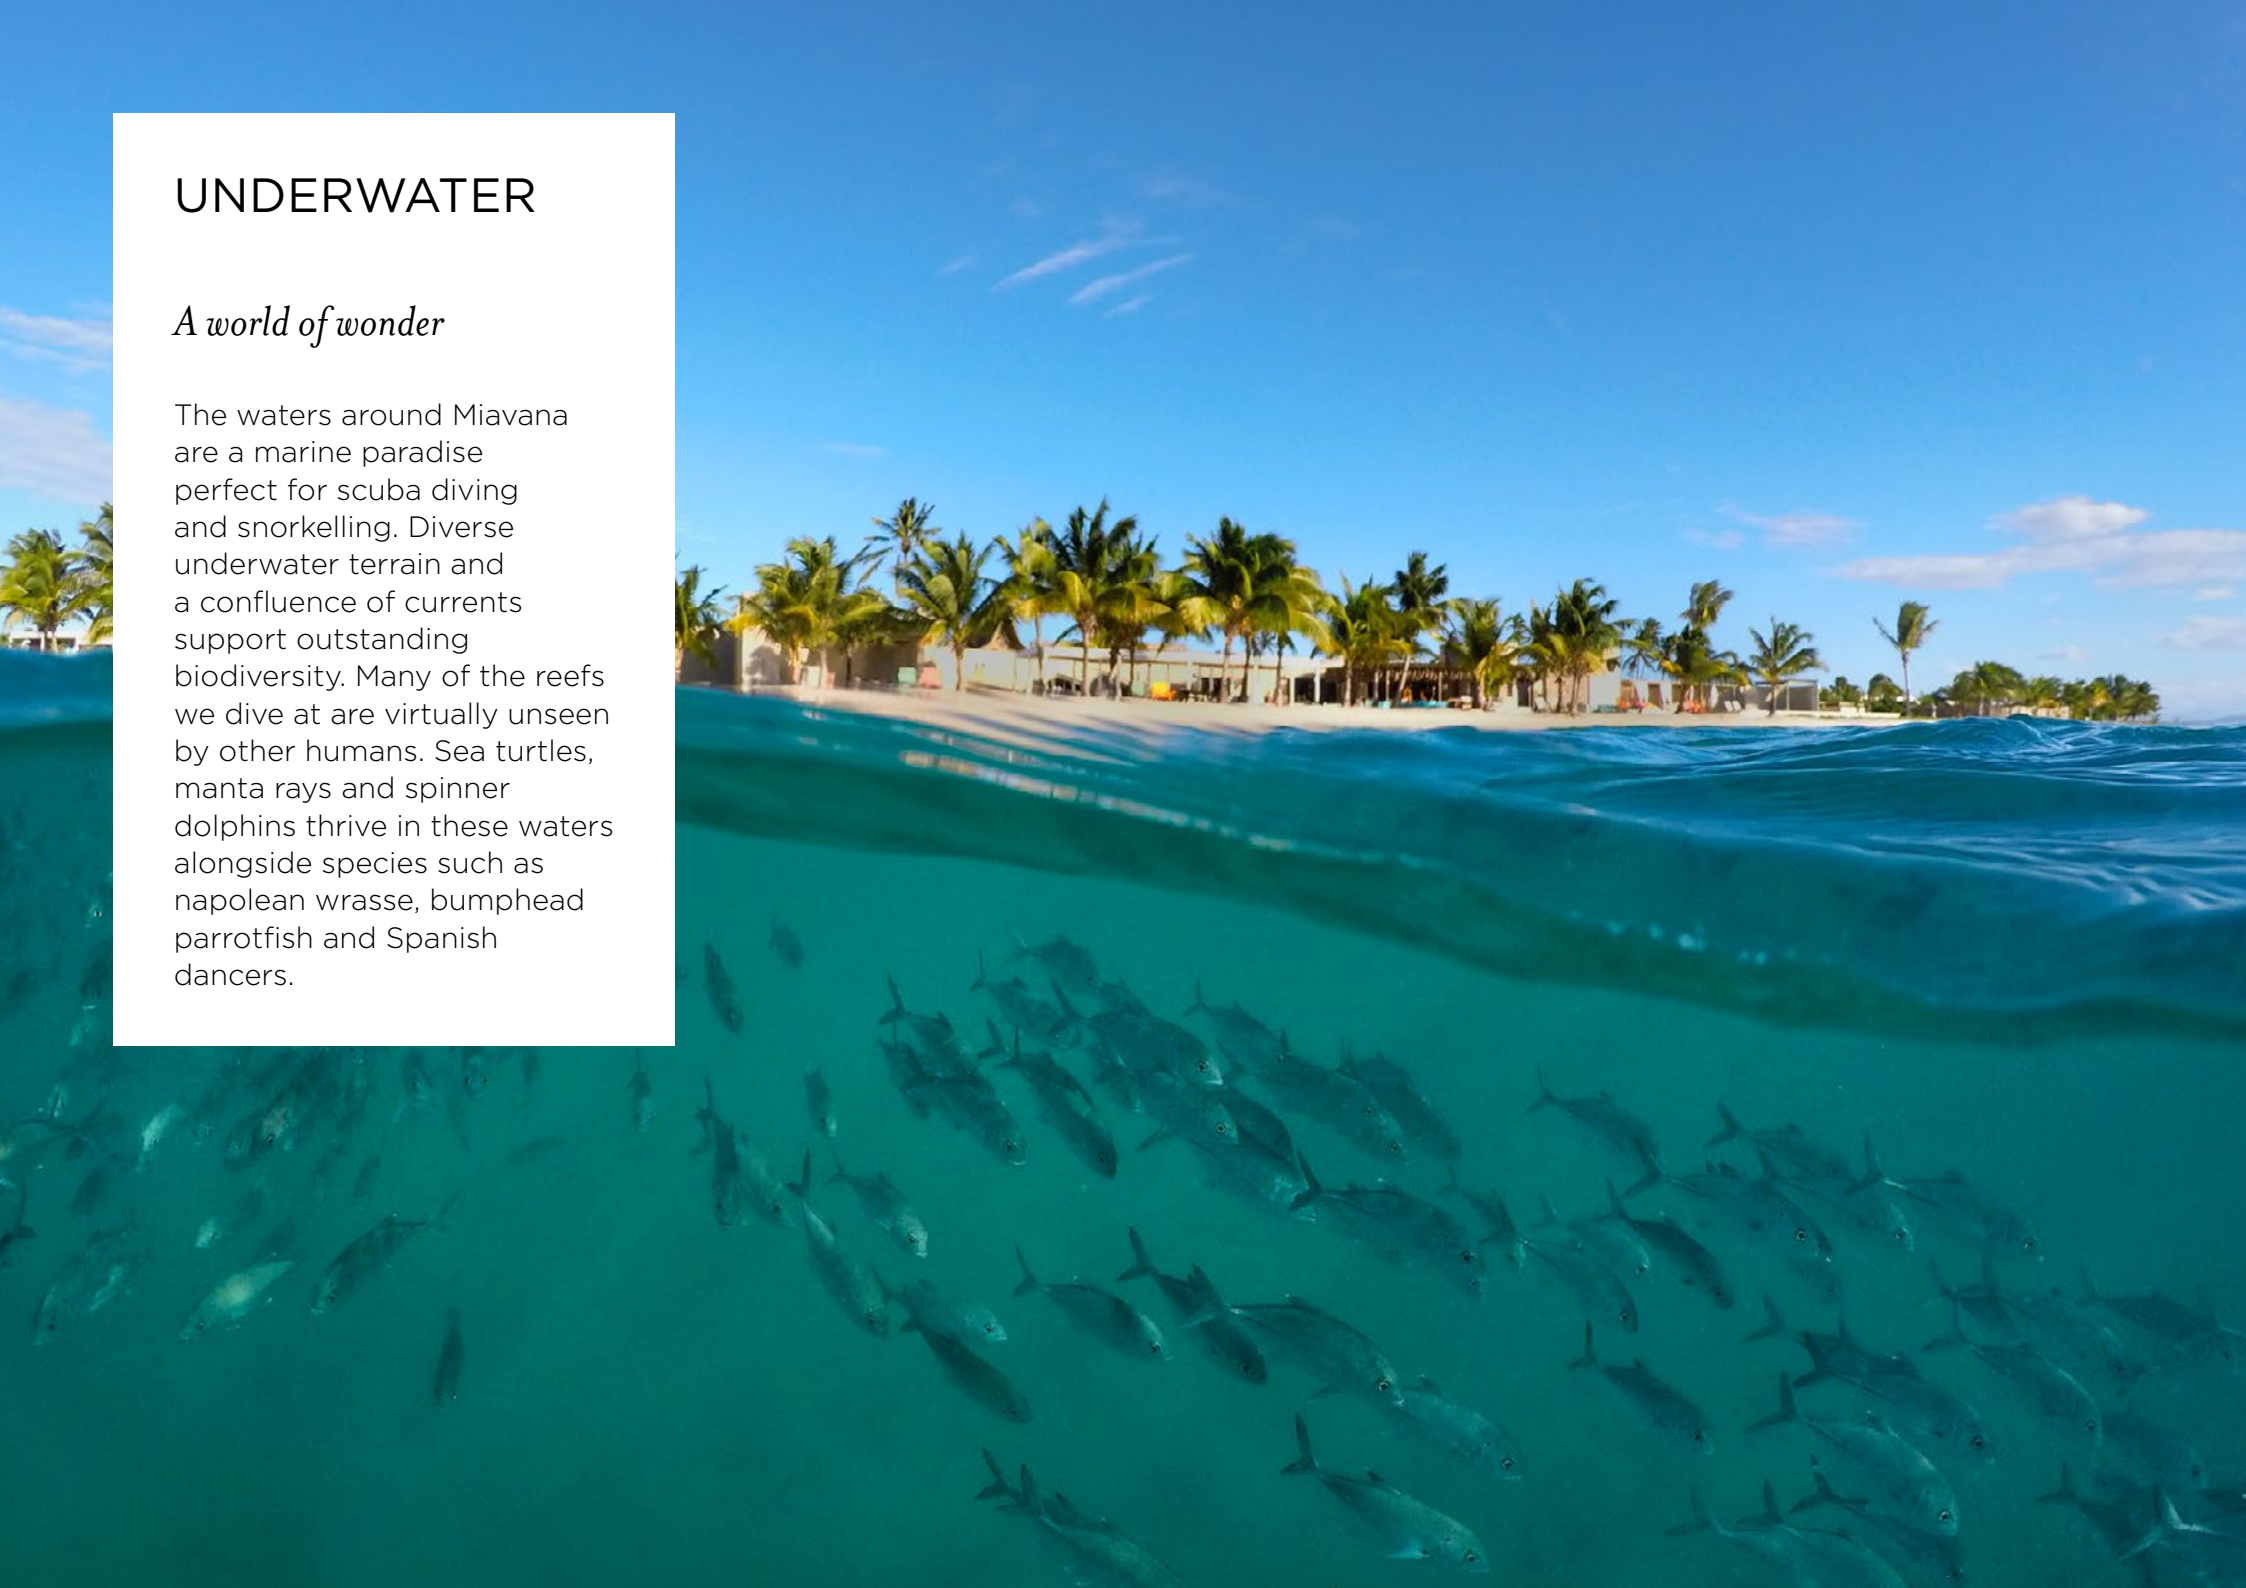 UNDERWATER
A world of wonder
The waters around Miavana
are a marine paradise
perfect for scuba diving
and snorkelling. Diverse
underwater terrain and
a confluence of currents
support outstanding
biodiversity. Many of the reefs
we dive at are virtually unseen
by other humans. Sea turtles,
manta rays and spinner
dolphins thrive in these waters
alongside species such as
napolean wrasse, bumphead
parrotfish and Spanish
dancers.